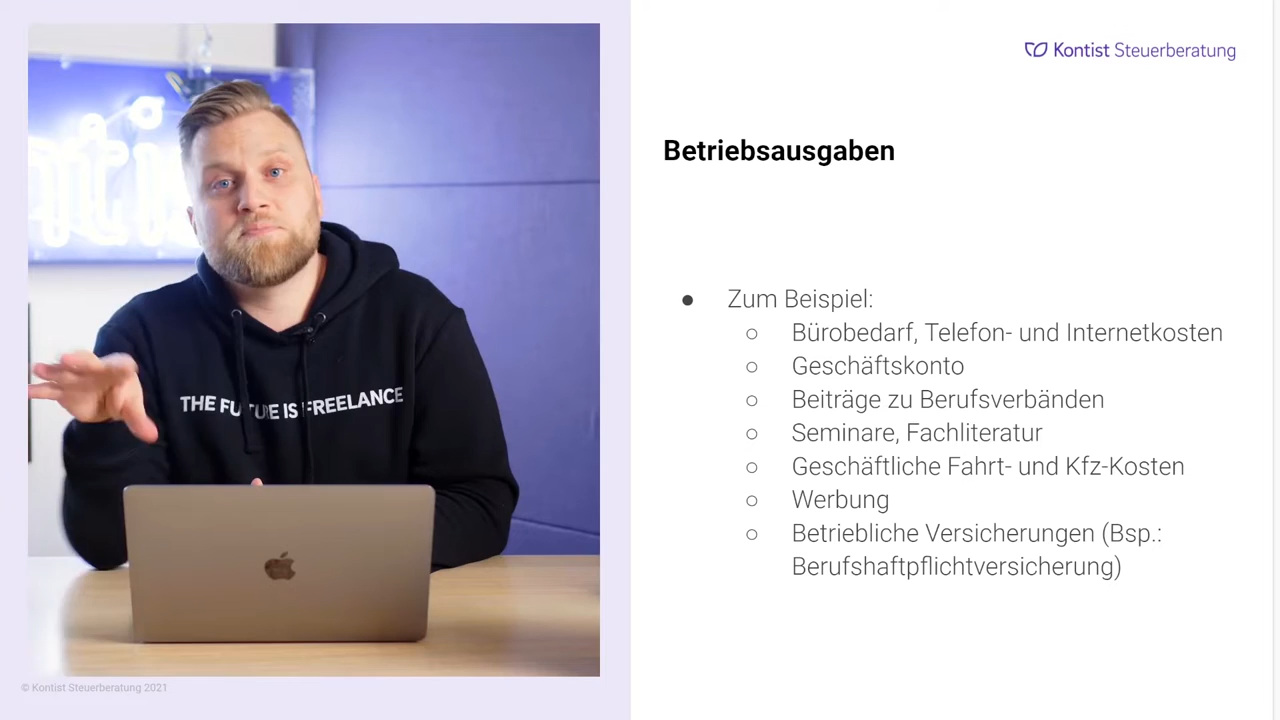 Kontist Steuerberatung
Betriebsausgaben
● Zum Beispiel:
○ Bürobedarf, Telefon- und Internetkosten
○ Geschäftskonto
○ Beiträge zu Berufsverbänden
○ Seminare, Fachliteratur
○ Geschäftliche Fahrt- und Kfz-Kosten
○ Werbung
○ Betriebliche Versicherungen (Bsp.:
Berufshaftpflichtversicherung)
THE FUTURE IS FREELANCE
© Kontist Steuerberatung 2021